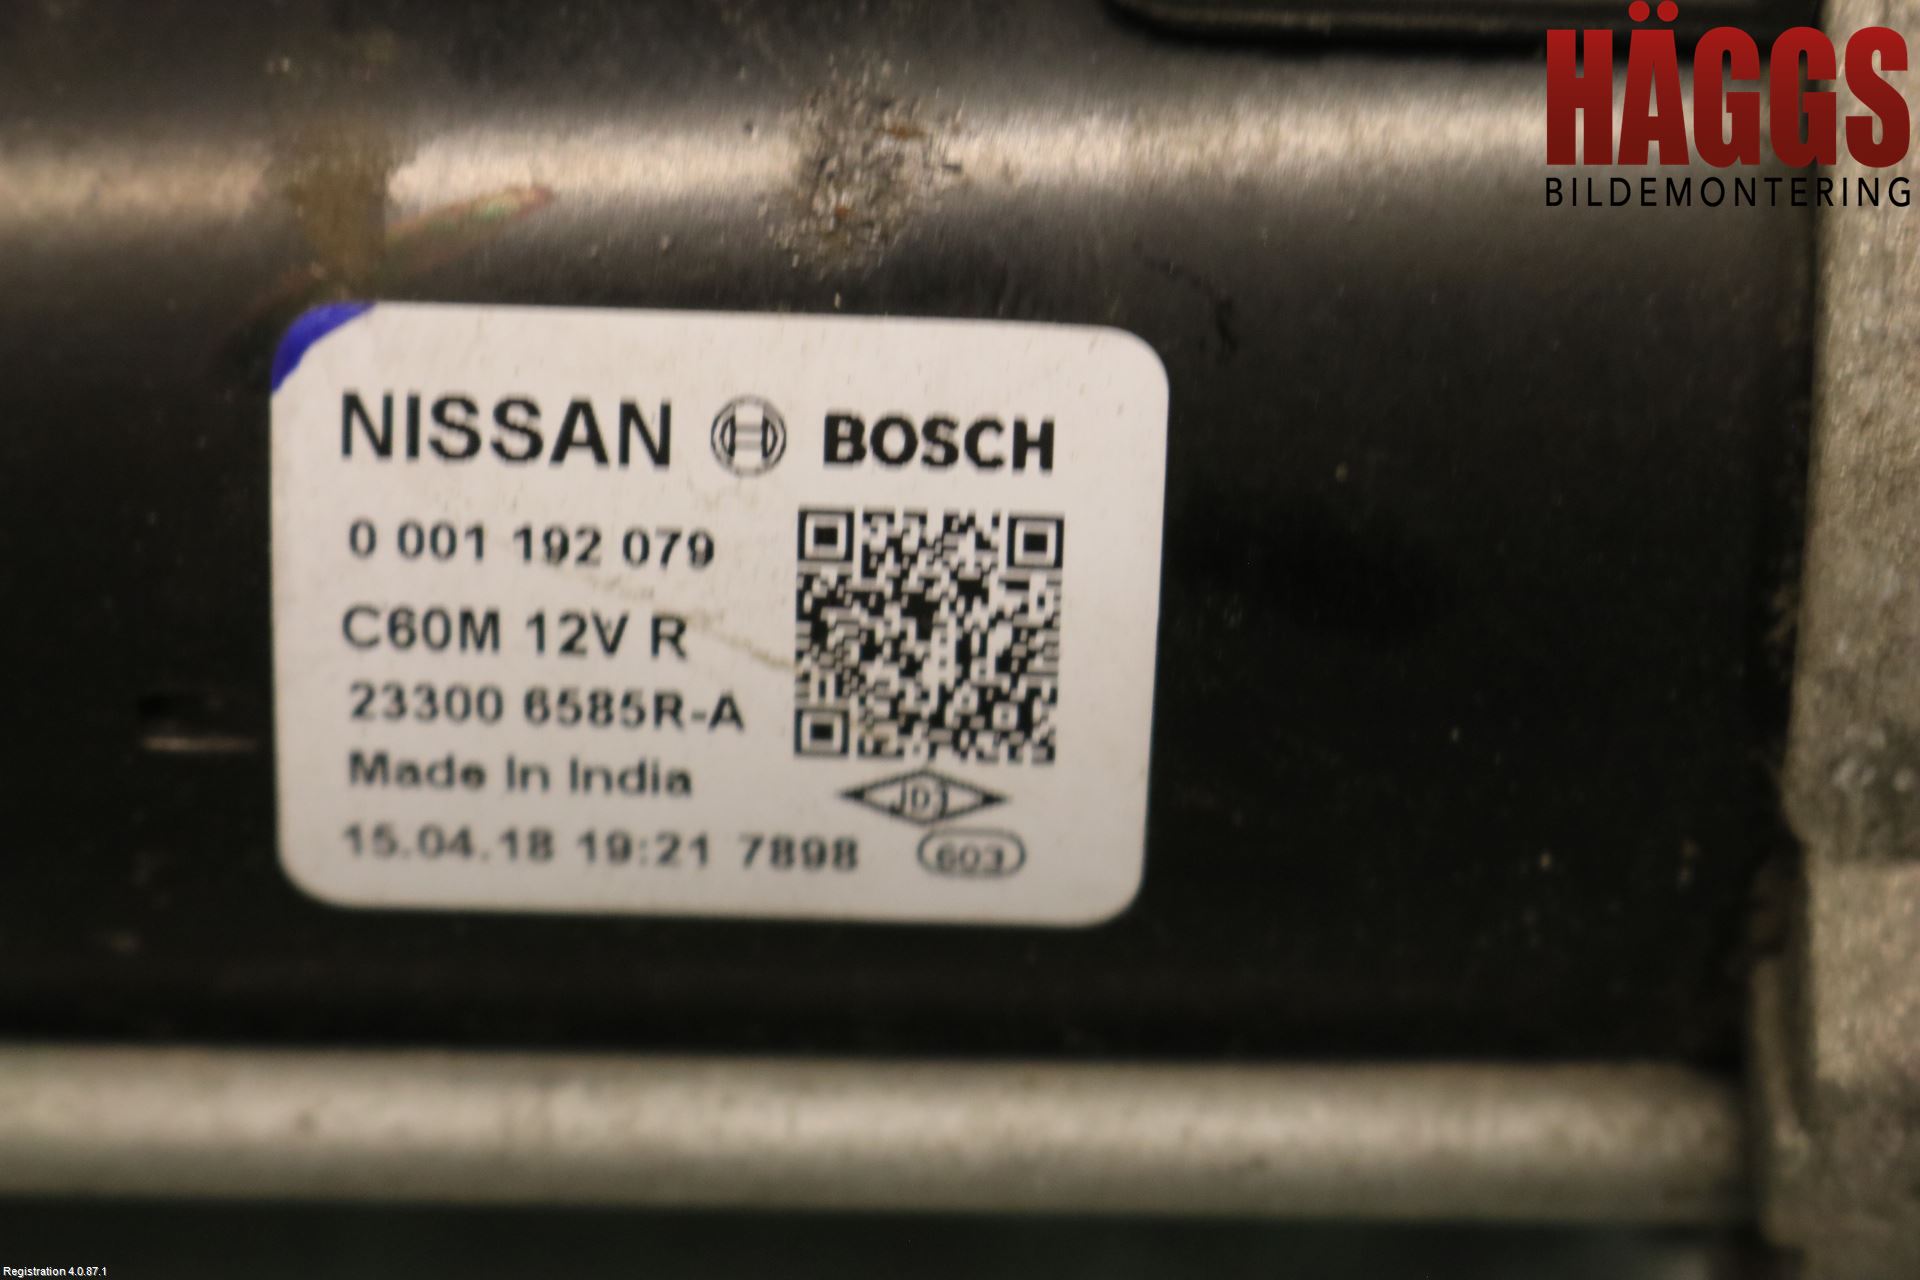 HÄGGS
BILDEMONTERING
NISSAN BOSCH
0 001 192 079
C60M 12V R
23300 6585R-A
Made In India
15.04.18 19:21 7898
603
Registration 4.0.87.1